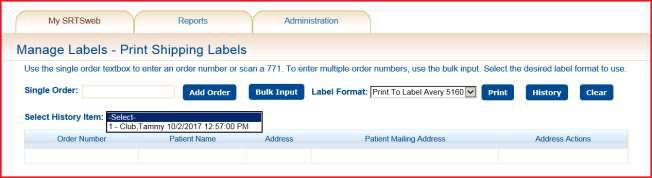 My SRTSweb Reports Administration
Manage Labels - Print Shipping Labels
Use the single order textbox to enter an order number or scan a 771. To enter multiple order numbers, use the bulk input. Select the desired label format to use.
Single Order: Add Order Bulk Input Label Format: Print To Label Avery 5160 Print History Clear
Select History Item: -Select-
1 - Club,Tammy 10/2/2017 12:57:00 PM
Order Number Patient Name Address Patient Mailing Address Address Actions